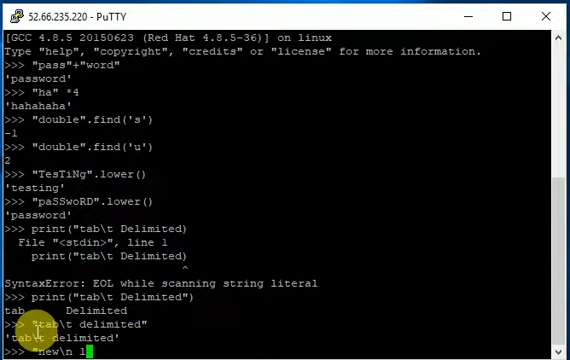 52.66.235.220 - PuTTY
[GCC 4.8.5 20150623 (Red Hat 4.8.5-36)] on linux
Type "help", "copyright", "credits" or "license" for more information.
>>> "pass"+"word"
'password'
>>> "ha" *4
'hahahaha'
>>> "double".find('s')
-1
>>> "double".find('u')
2
>>> "TesTiNg".lower()
'testing'
>>> "paSSwoRD".lower()
'password'
>>> print("tab\t Delimited)
  File "<stdin>", line 1
    print("tab\t Delimited)
                          ^
SyntaxError: EOL while scanning string literal
>>> print("tab\t Delimited")
tab      Delimited
>>> "tab\t delimited"
'tab\t delimited'
>>> "new\n l